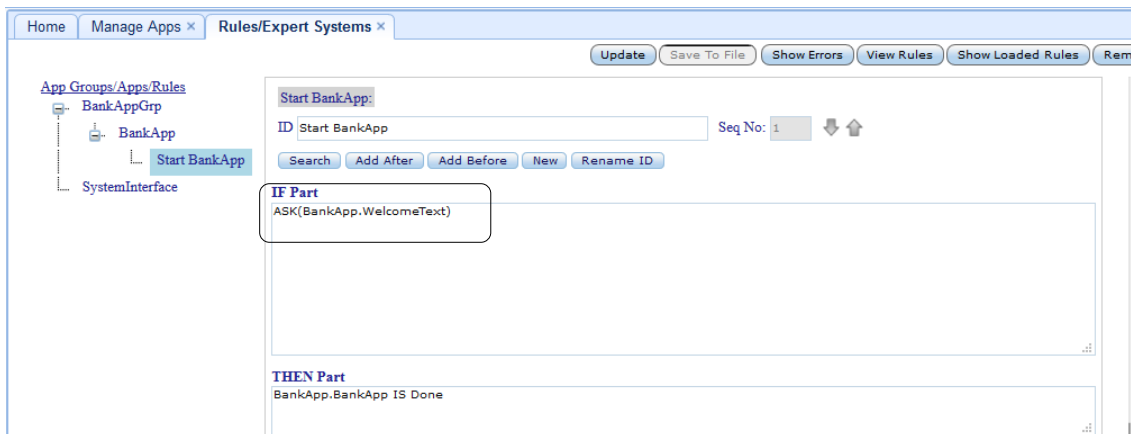 Home Manage Apps × Rules/Expert Systems ×
Update Save To File Show Errors View Rules Show Loaded Rules
App Groups/Apps/Rules
BankAppGrp
BankApp
Start BankApp
SystemInterface
Start BankApp:
ID Start BankApp Seq No: 1
Search Add After Add Before New Rename ID
IF Part
ASK(BankApp.WelcomeText)
THEN Part
BankApp.BankApp IS Done